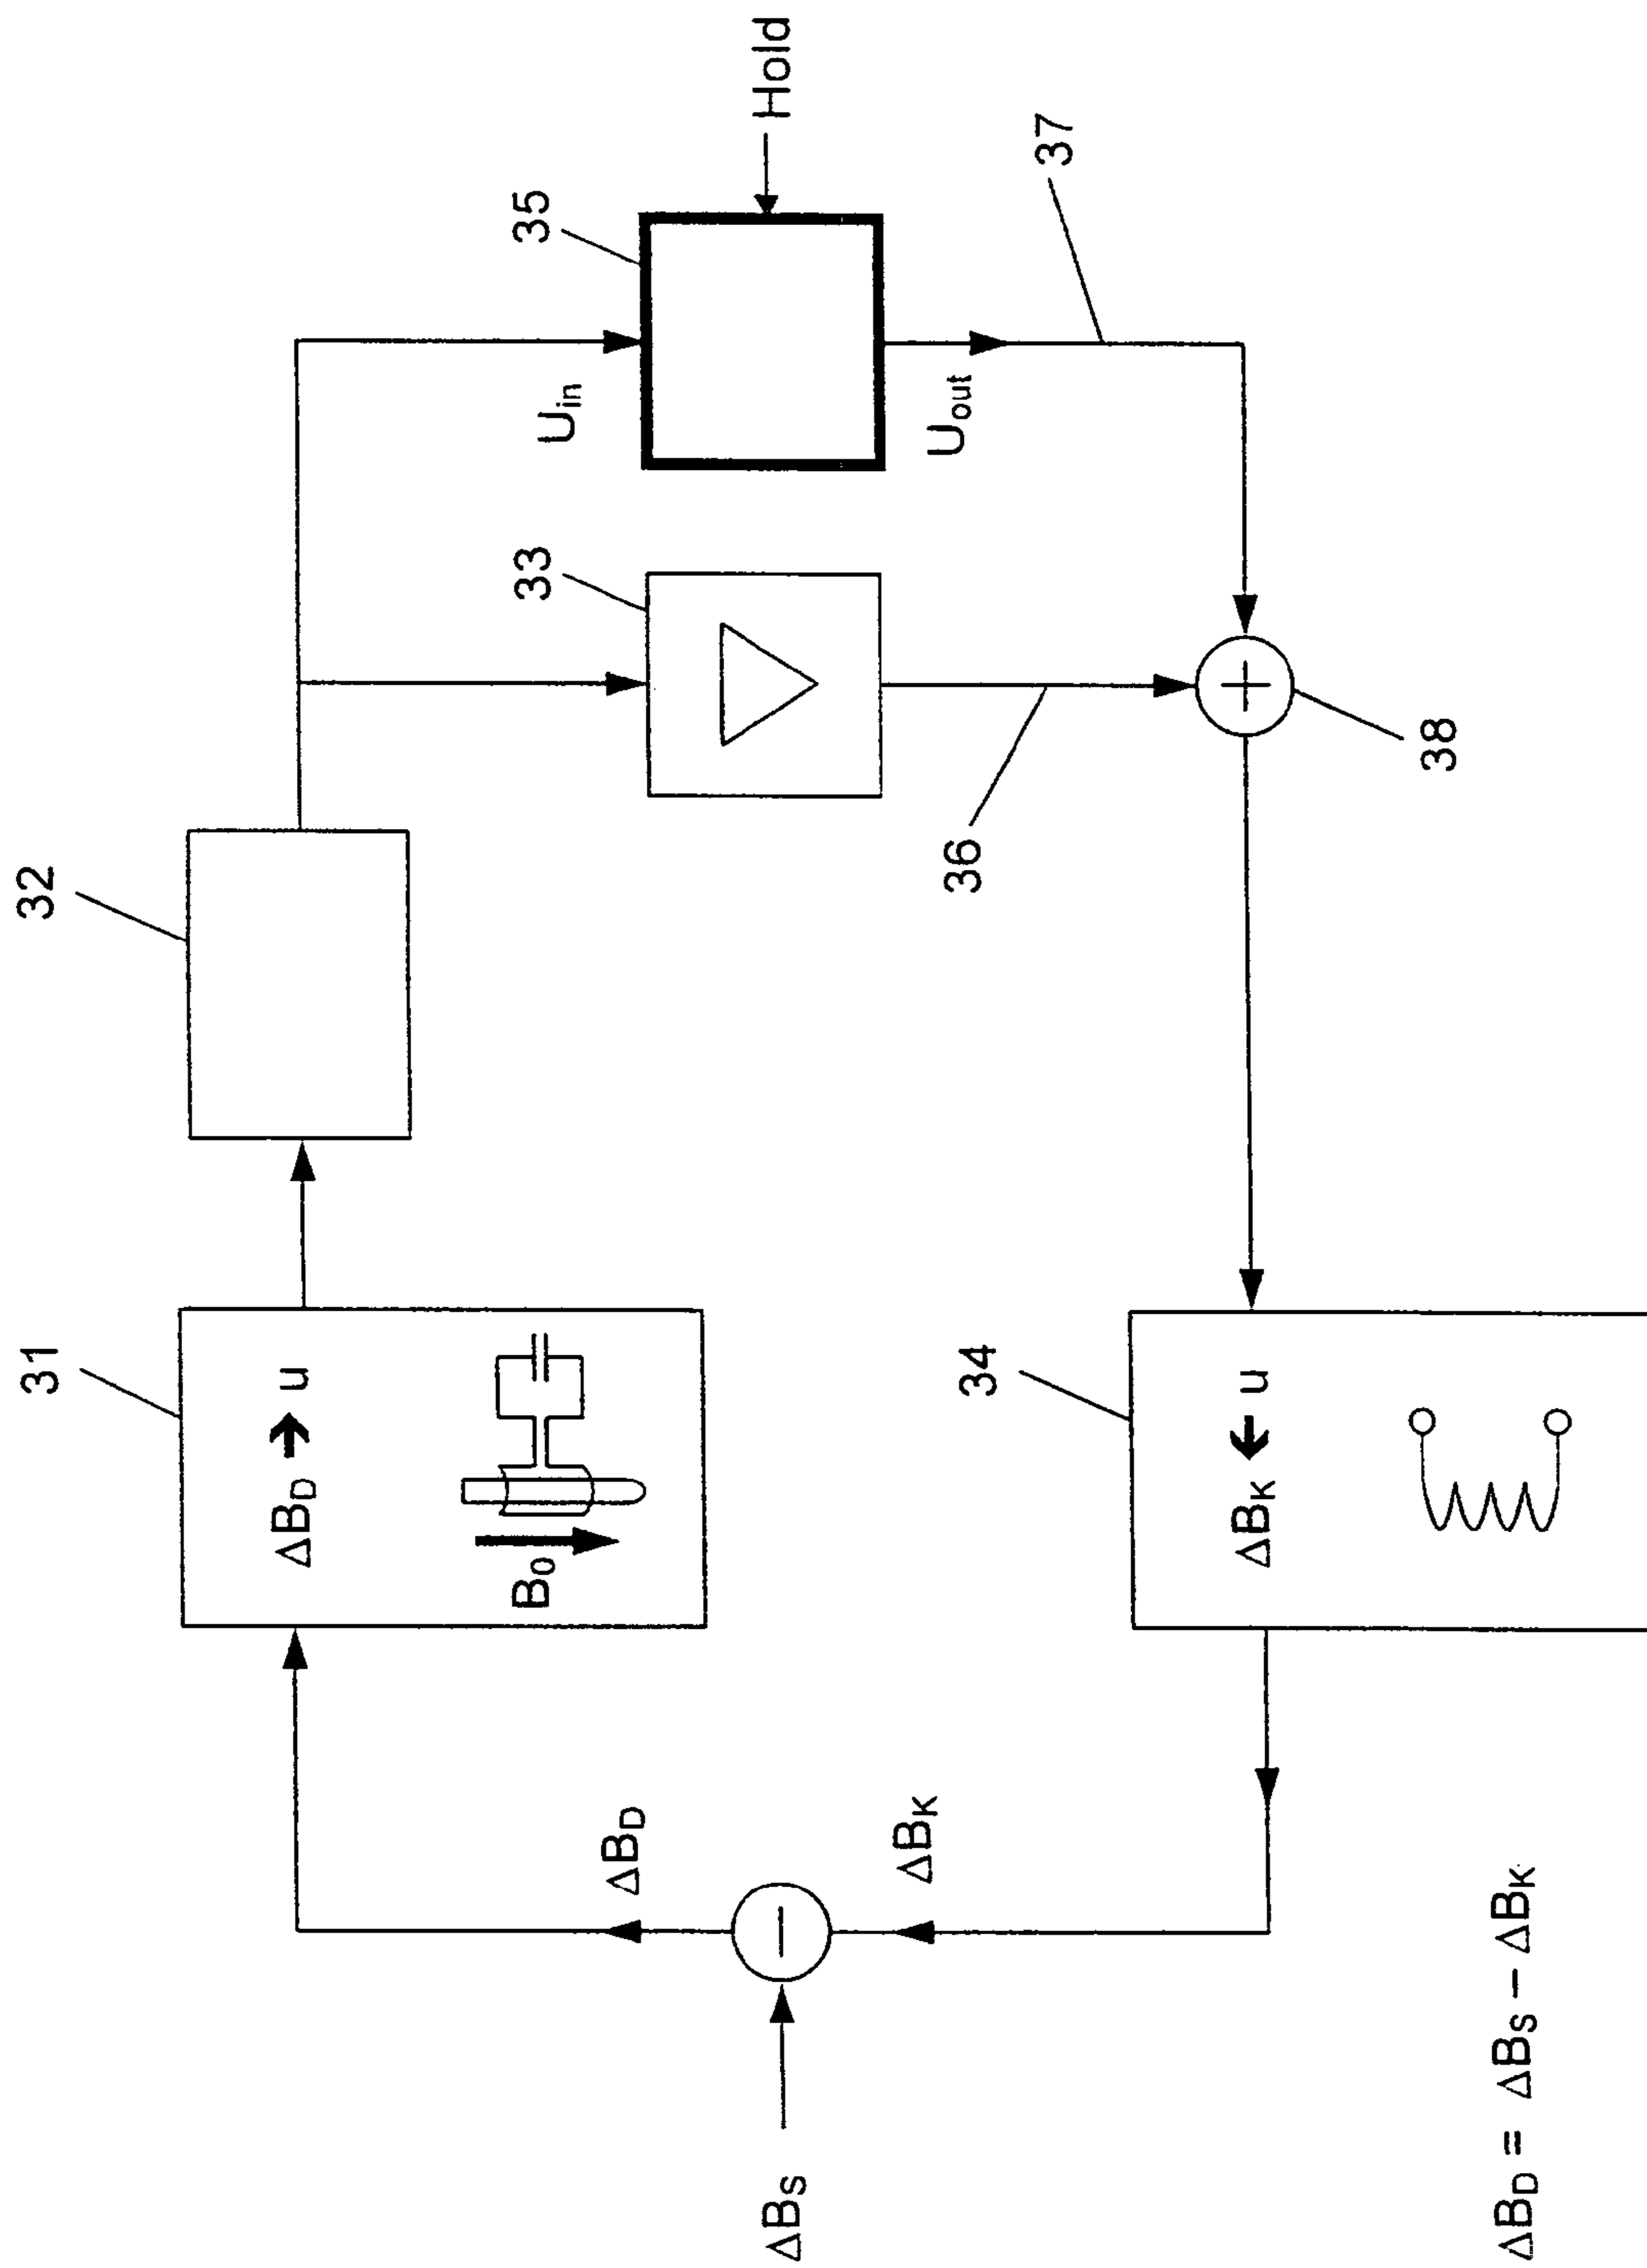 31
32
ΔB_D → u
B₀
33
35
U_in
U_out
Hold
ΔB_D
ΔB_S
ΔB_K
36
37
34
ΔB_K ← u
38
ΔB_D = ΔB_S − ΔB_K